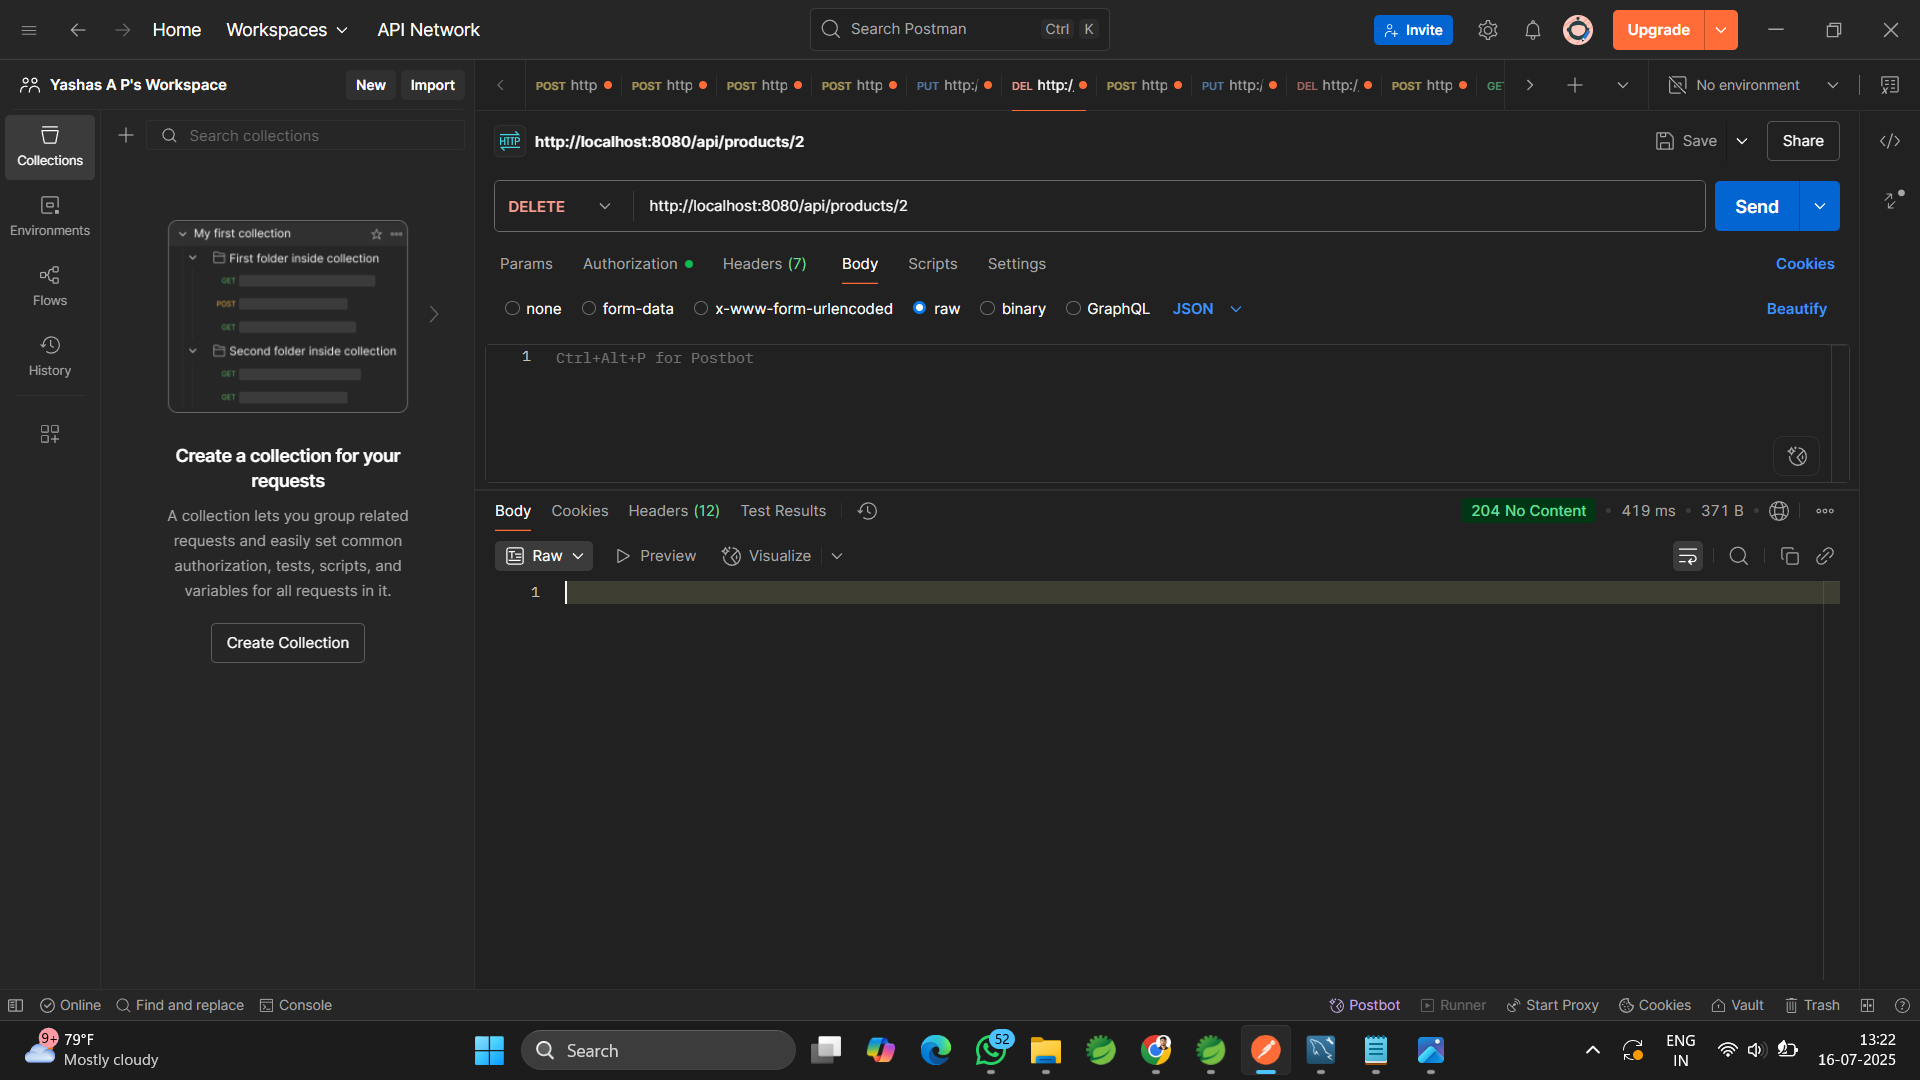 Home
Workspaces
API Network
Search Postman
Ctrl K
Invite
Upgrade
Yashas A P's Workspace
New
Import
POST http
POST http
POST http
POST http
PUT http:/
DEL http:/
POST http
PUT http:/
DEL http:/
POST http
GE
No environment
Collections
Environments
Flows
History
Search collections
My first collection
First folder inside collection
GET
POST
GET
Second folder inside collection
GET
GET
Create a collection for your
requests
A collection lets you group related
requests and easily set common
authorization, tests, scripts, and
variables for all requests in it.
Create Collection
HTTP
http://localhost:8080/api/products/2
Save
Share
DELETE
http://localhost:8080/api/products/2
Send
Params
Authorization
Headers (7)
Body
Scripts
Settings
Cookies
none
form-data
x-www-form-urlencoded
raw
binary
GraphQL
JSON
Beautify
1
Ctrl+Alt+P for Postbot
Body
Cookies
Headers (12)
Test Results
204 No Content
419 ms
371 B
Raw
Preview
Visualize
1
Online
Find and replace
Console
Postbot
Runner
Start Proxy
Cookies
Vault
Trash
9+
79°F
Mostly cloudy
Search
52
ENG
IN
13:22
16-07-2025